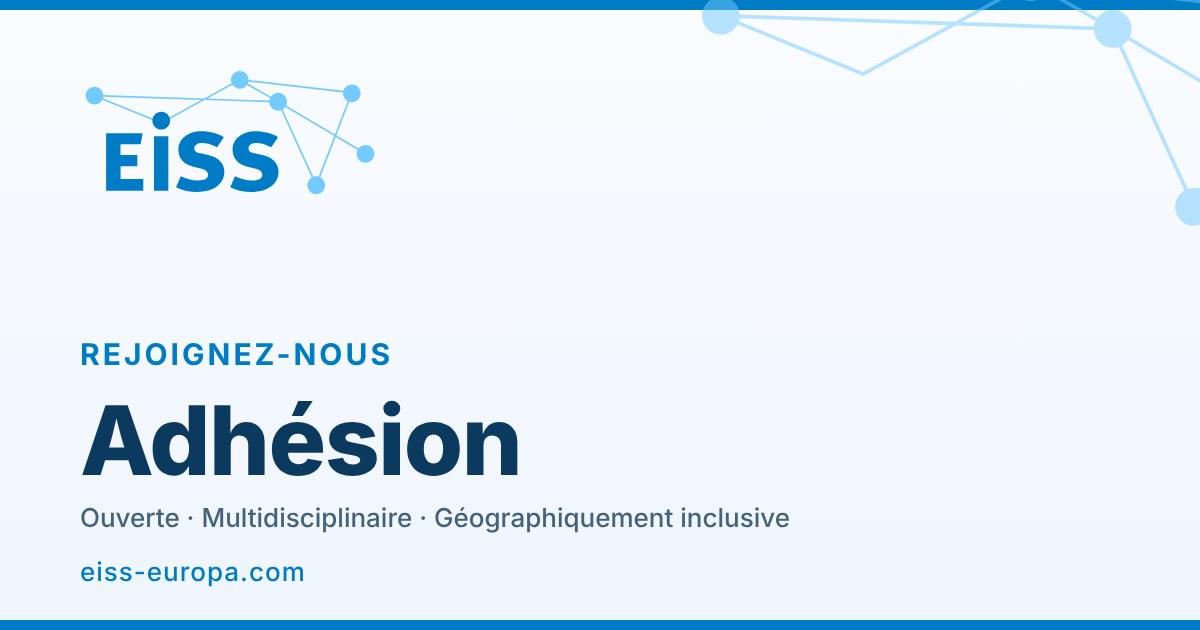 EiSS
REJOIGNEZ-NOUS
Adhésion
Ouverte · Multidisciplinaire · Géographiquement inclusive
eiss-europa.com